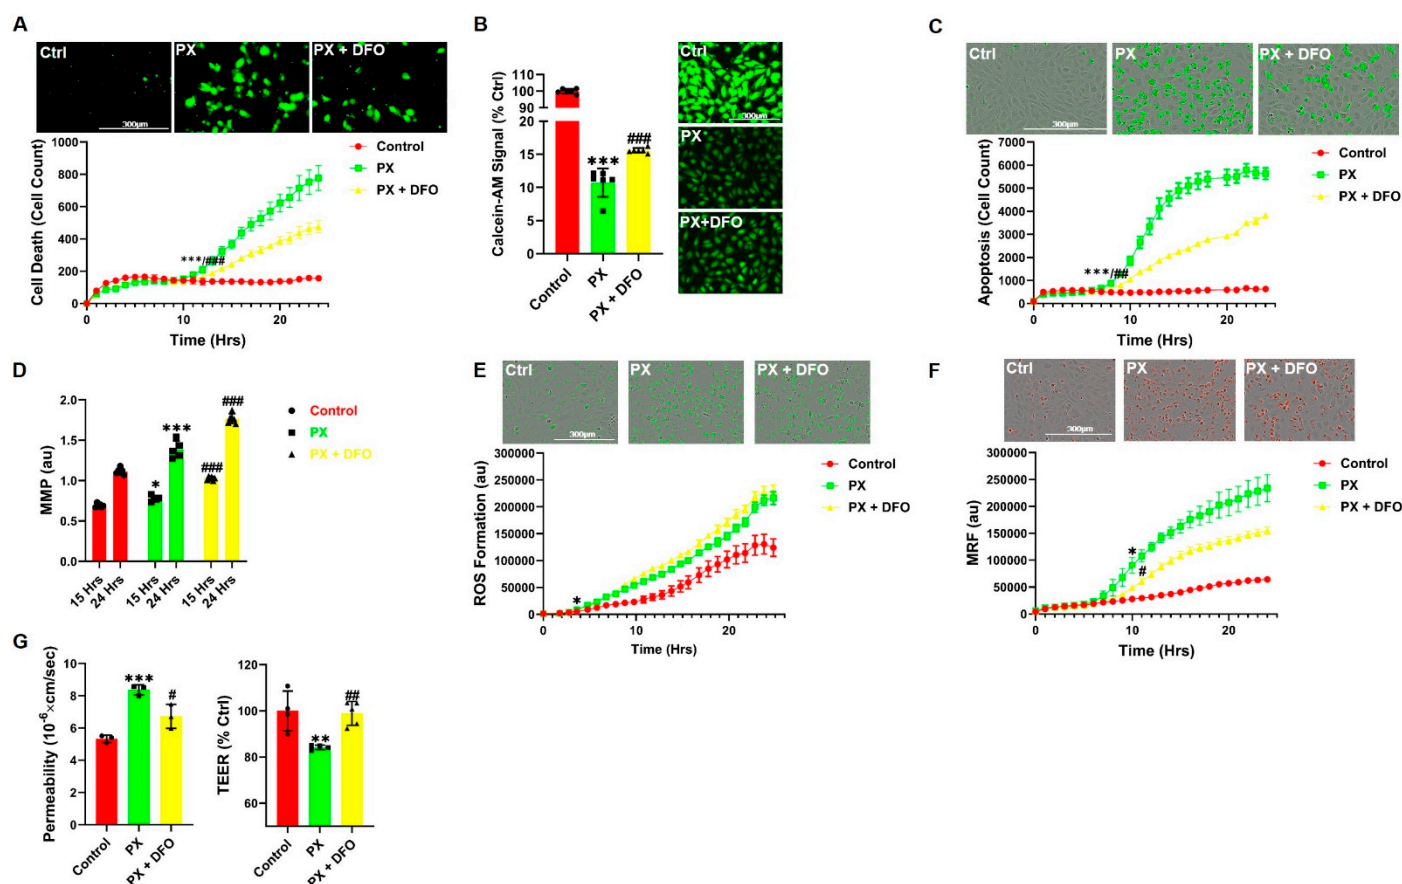 A
Ctrl
PX
PX + DFO
300μm
Cell Death (Cell Count)
1000
800
600
400
200
0
***/###
0
10
20
Time (Hrs)
Control
PX
PX + DFO
B
Calcein-AM Signal (% Ctrl)
110
100
90
20
15
10
5
0
***
###
Control
PX
PX + DFO
Ctrl
300μm
PX
PX+DFO
C
Ctrl
PX
PX + DFO
300μm
Apoptosis (Cell Count)
7000
6000
5000
4000
3000
2000
1000
0
***/##
0
10
20
Time (Hrs)
Control
PX
PX + DFO
D
MMP (au)
2.0
1.5
1.0
0.5
0.0
*
***
###
###
15 Hrs
24 Hrs
15 Hrs
24 Hrs
15 Hrs
24 Hrs
Control
PX
PX + DFO
E
Ctrl
PX
PX + DFO
300μm
ROS Formation (au)
300000
250000
200000
150000
100000
50000
0
*
0
10
20
Time (Hrs)
Control
PX
PX + DFO
F
Ctrl
PX
PX + DFO
300μm
MRF (au)
300000
250000
200000
150000
100000
50000
0
*
#
0
10
20
Time (Hrs)
Control
PX
PX + DFO
G
Permeability (10⁻⁶×cm/sec)
10
8
6
4
2
0
***
#
Control
PX
PX + DFO
TEER (% Ctrl)
120
100
80
60
**
##
Control
PX
PX + DFO